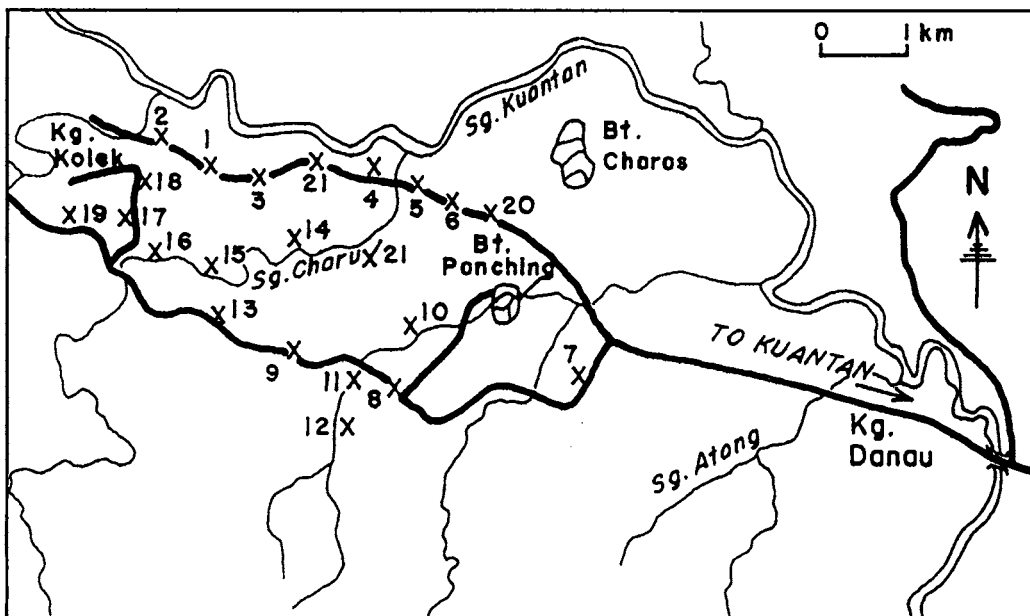 0 1 km
Sg. Kuantan
Bt.
Charas
N
2
Kg.
Kolek
1
3
21
4
5
6
20
18
19
17
16
15
14
Sg. Charu
21
Bt.
Panching
13
10
9
11
8
12
7
TO KUANTAN
Kg.
Danau
Sg. Atong